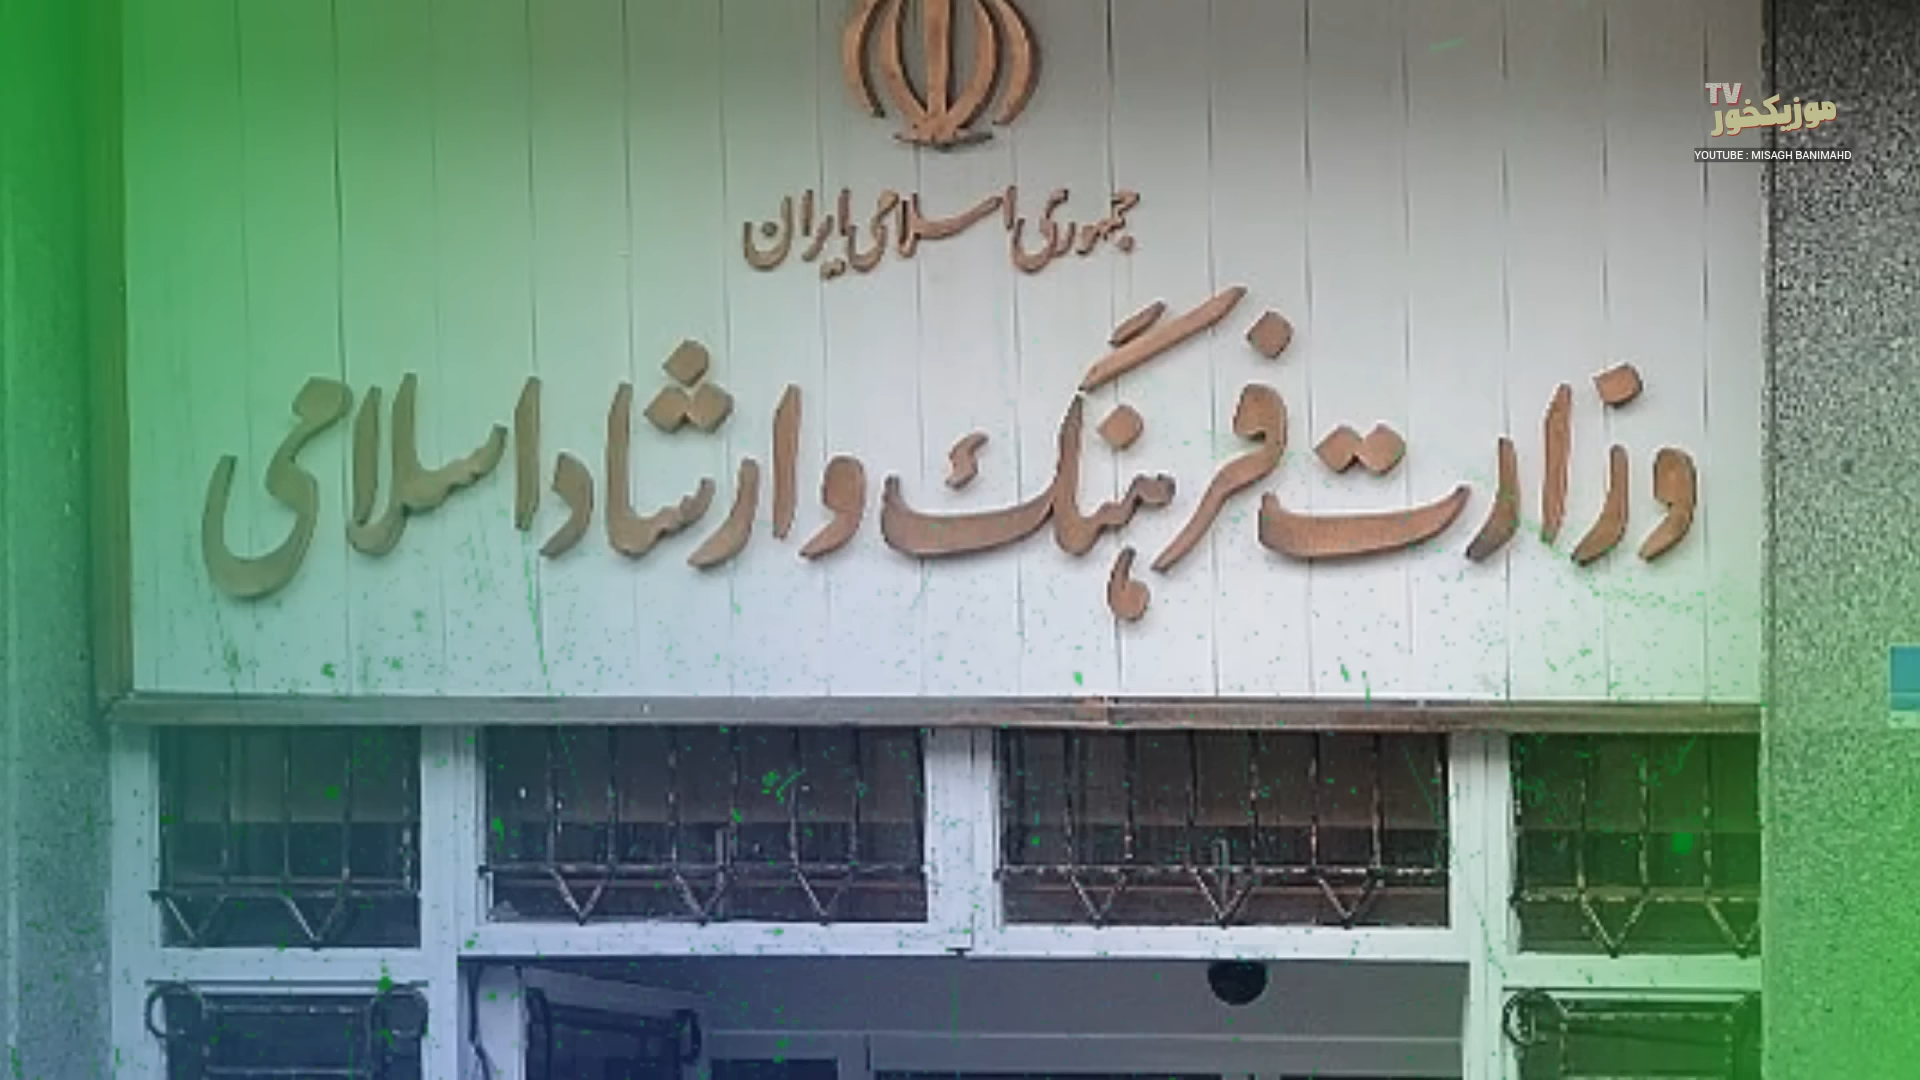 TV
موزیکخور
YOUTUBE : MISAGH BANIMAHD
جمهوری اسلامی ایران
وزارت فرهنگ و ارشاد اسلامی